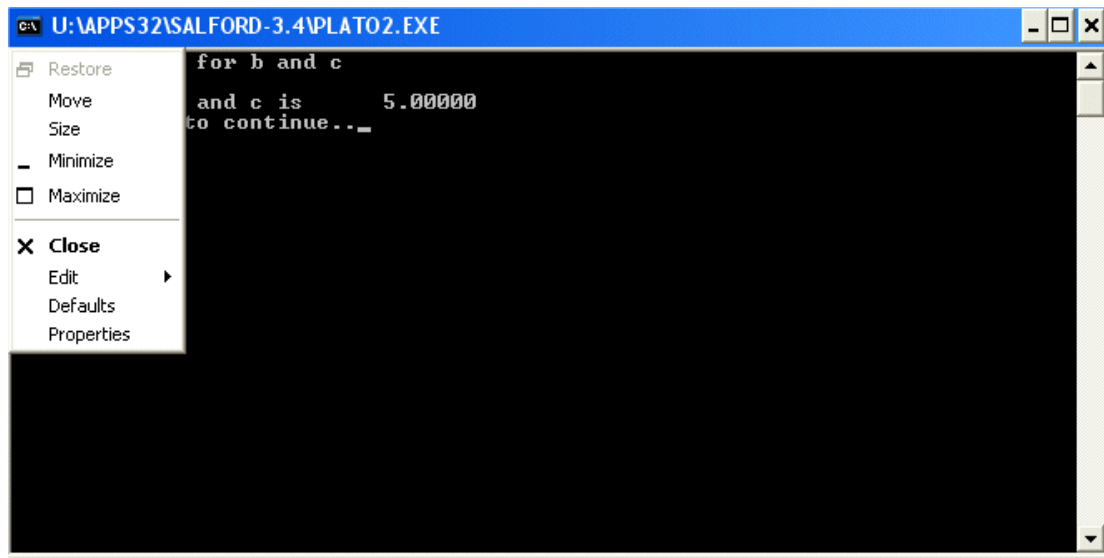 U:\APPS32\SALFORD-3.4\PLATO2.EXE
for b and c
and c is 5.00000
to continue.._
Restore
Move
Size
Minimize
Maximize
Close
Edit
Defaults
Properties